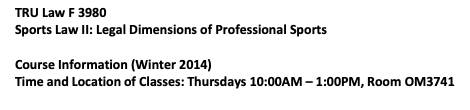 TRU Law F 3980
Sports Law II: Legal Dimensions of Professional Sports
Course Information (Winter 2014)
Time and Location of Classes: Thursdays 10:00AM – 1:00PM, Room OM3741